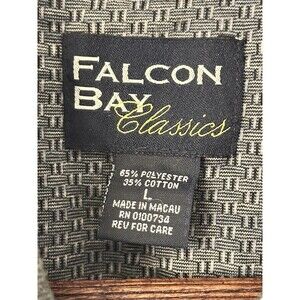 FALCON
BAY
Classics
65% POLYESTER
35% COTTON
L
MADE IN MACAU
RN 0100734
REV FOR CARE